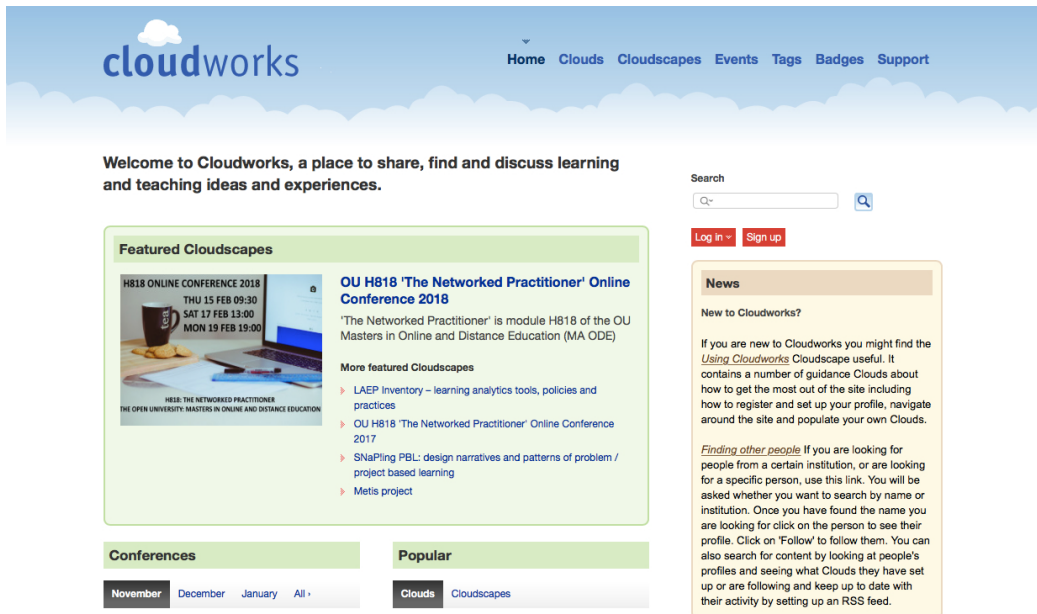 cloudworks
Home Clouds Cloudscapes Events Tags Badges Support
Welcome to Cloudworks, a place to share, find and discuss learning
and teaching ideas and experiences.
Featured Cloudscapes
H818 ONLINE CONFERENCE 2018
THU 15 FEB 09:30
SAT 17 FEB 13:00
MON 19 FEB 19:00
tea
H818: THE NETWORKED PRACTITIONER
THE OPEN UNIVERSITY: MASTERS IN ONLINE AND DISTANCE EDUCATION
OU H818 'The Networked Practitioner' Online
Conference 2018
'The Networked Practitioner' is module H818 of the OU
Masters in Online and Distance Education (MA ODE)
More featured Cloudscapes
LAEP Inventory – learning analytics tools, policies and
practices
OU H818 'The Networked Practitioner' Online Conference
2017
SNaP!ing PBL: design narratives and patterns of problem /
project based learning
Metis project
Conferences
November December January All ›
Popular
Clouds Cloudscapes
Search
Log in Sign up
News
New to Cloudworks?
If you are new to Cloudworks you might find the
Using Cloudworks Cloudscape useful. It
contains a number of guidance Clouds about
how to get the most out of the site including
how to register and set up your profile, navigate
around the site and populate your own Clouds.
Finding other people If you are looking for
people from a certain institution, or are looking
for a specific person, use this link. You will be
asked whether you want to search by name or
institution. Once you have found the name you
are looking for click on the person to see their
profile. Click on 'Follow' to follow them. You can
also search for content by looking at people's
profiles and seeing what Clouds they have set
up or are following and keep up to date with
their activity by setting up an RSS feed.